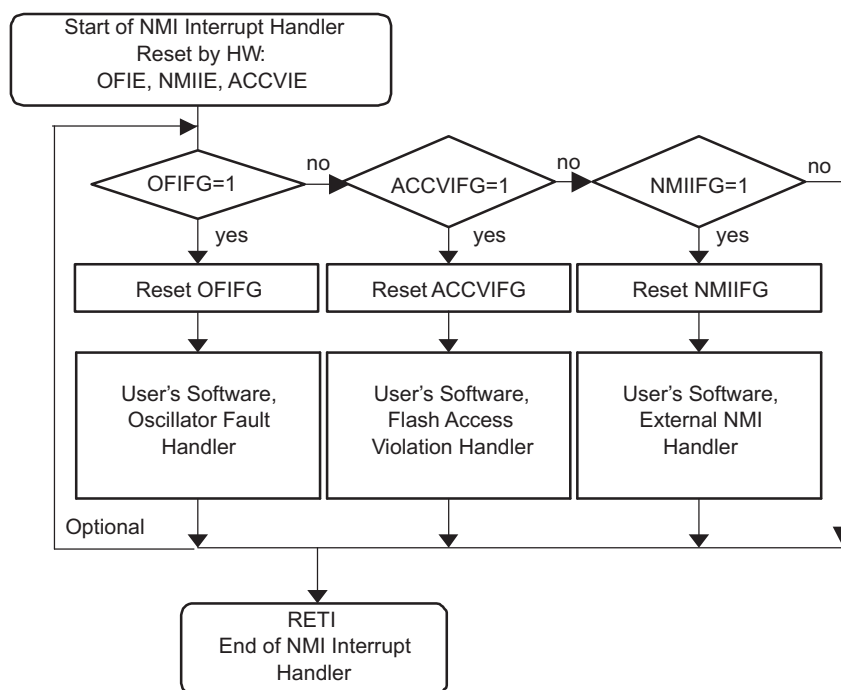 Start of NMI Interrupt Handler
Reset by HW:
OFIE, NMIIE, ACCVIE
OFIFG=1
no
ACCVIFG=1
no
NMIIFG=1
no
yes
yes
yes
Reset OFIFG
Reset ACCVIFG
Reset NMIIFG
User's Software,
Oscillator Fault
Handler
User's Software,
Flash Access
Violation Handler
User's Software,
External NMI
Handler
Optional
RETI
End of NMI Interrupt
Handler